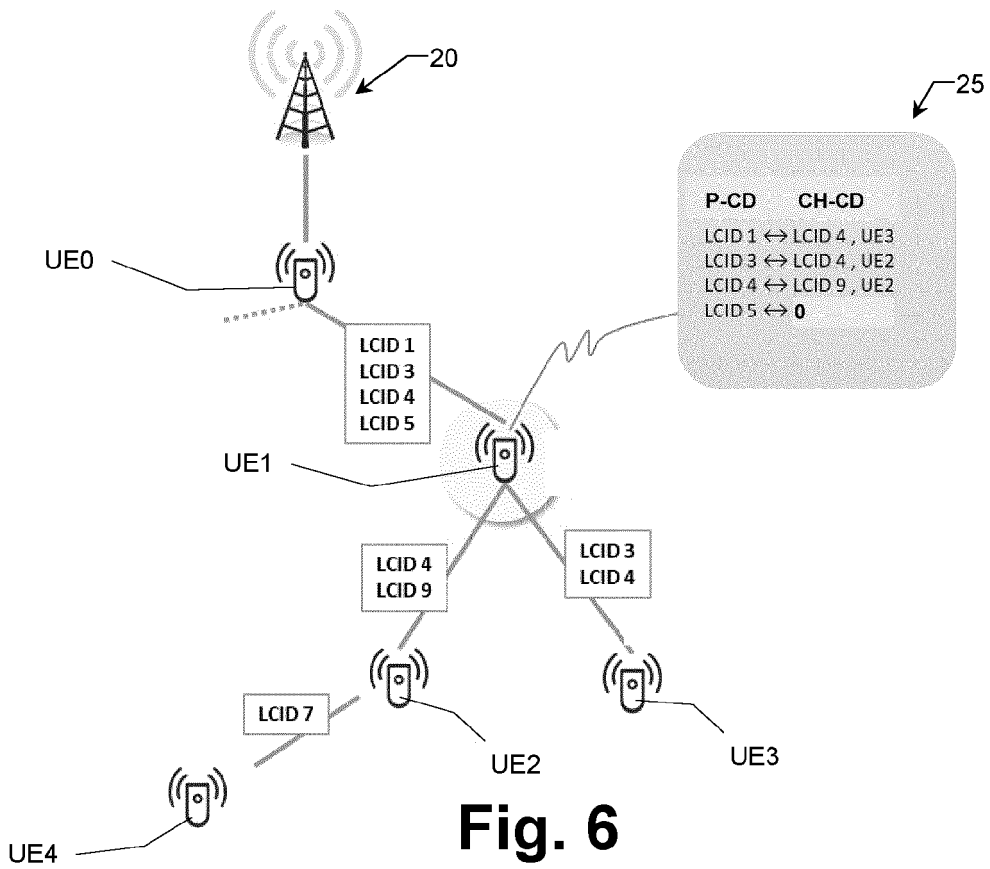 20
25
P-CD CH-CD
LCID 1 ↔ LCID 4 , UE3
LCID 3 ↔ LCID 4 , UE2
LCID 4 ↔ LCID 9 , UE2
LCID 5 ↔ 0
UE0
LCID 1
LCID 3
LCID 4
LCID 5
UE1
LCID 4
LCID 9
LCID 3
LCID 4
LCID 7
UE2
UE3
UE4
Fig. 6